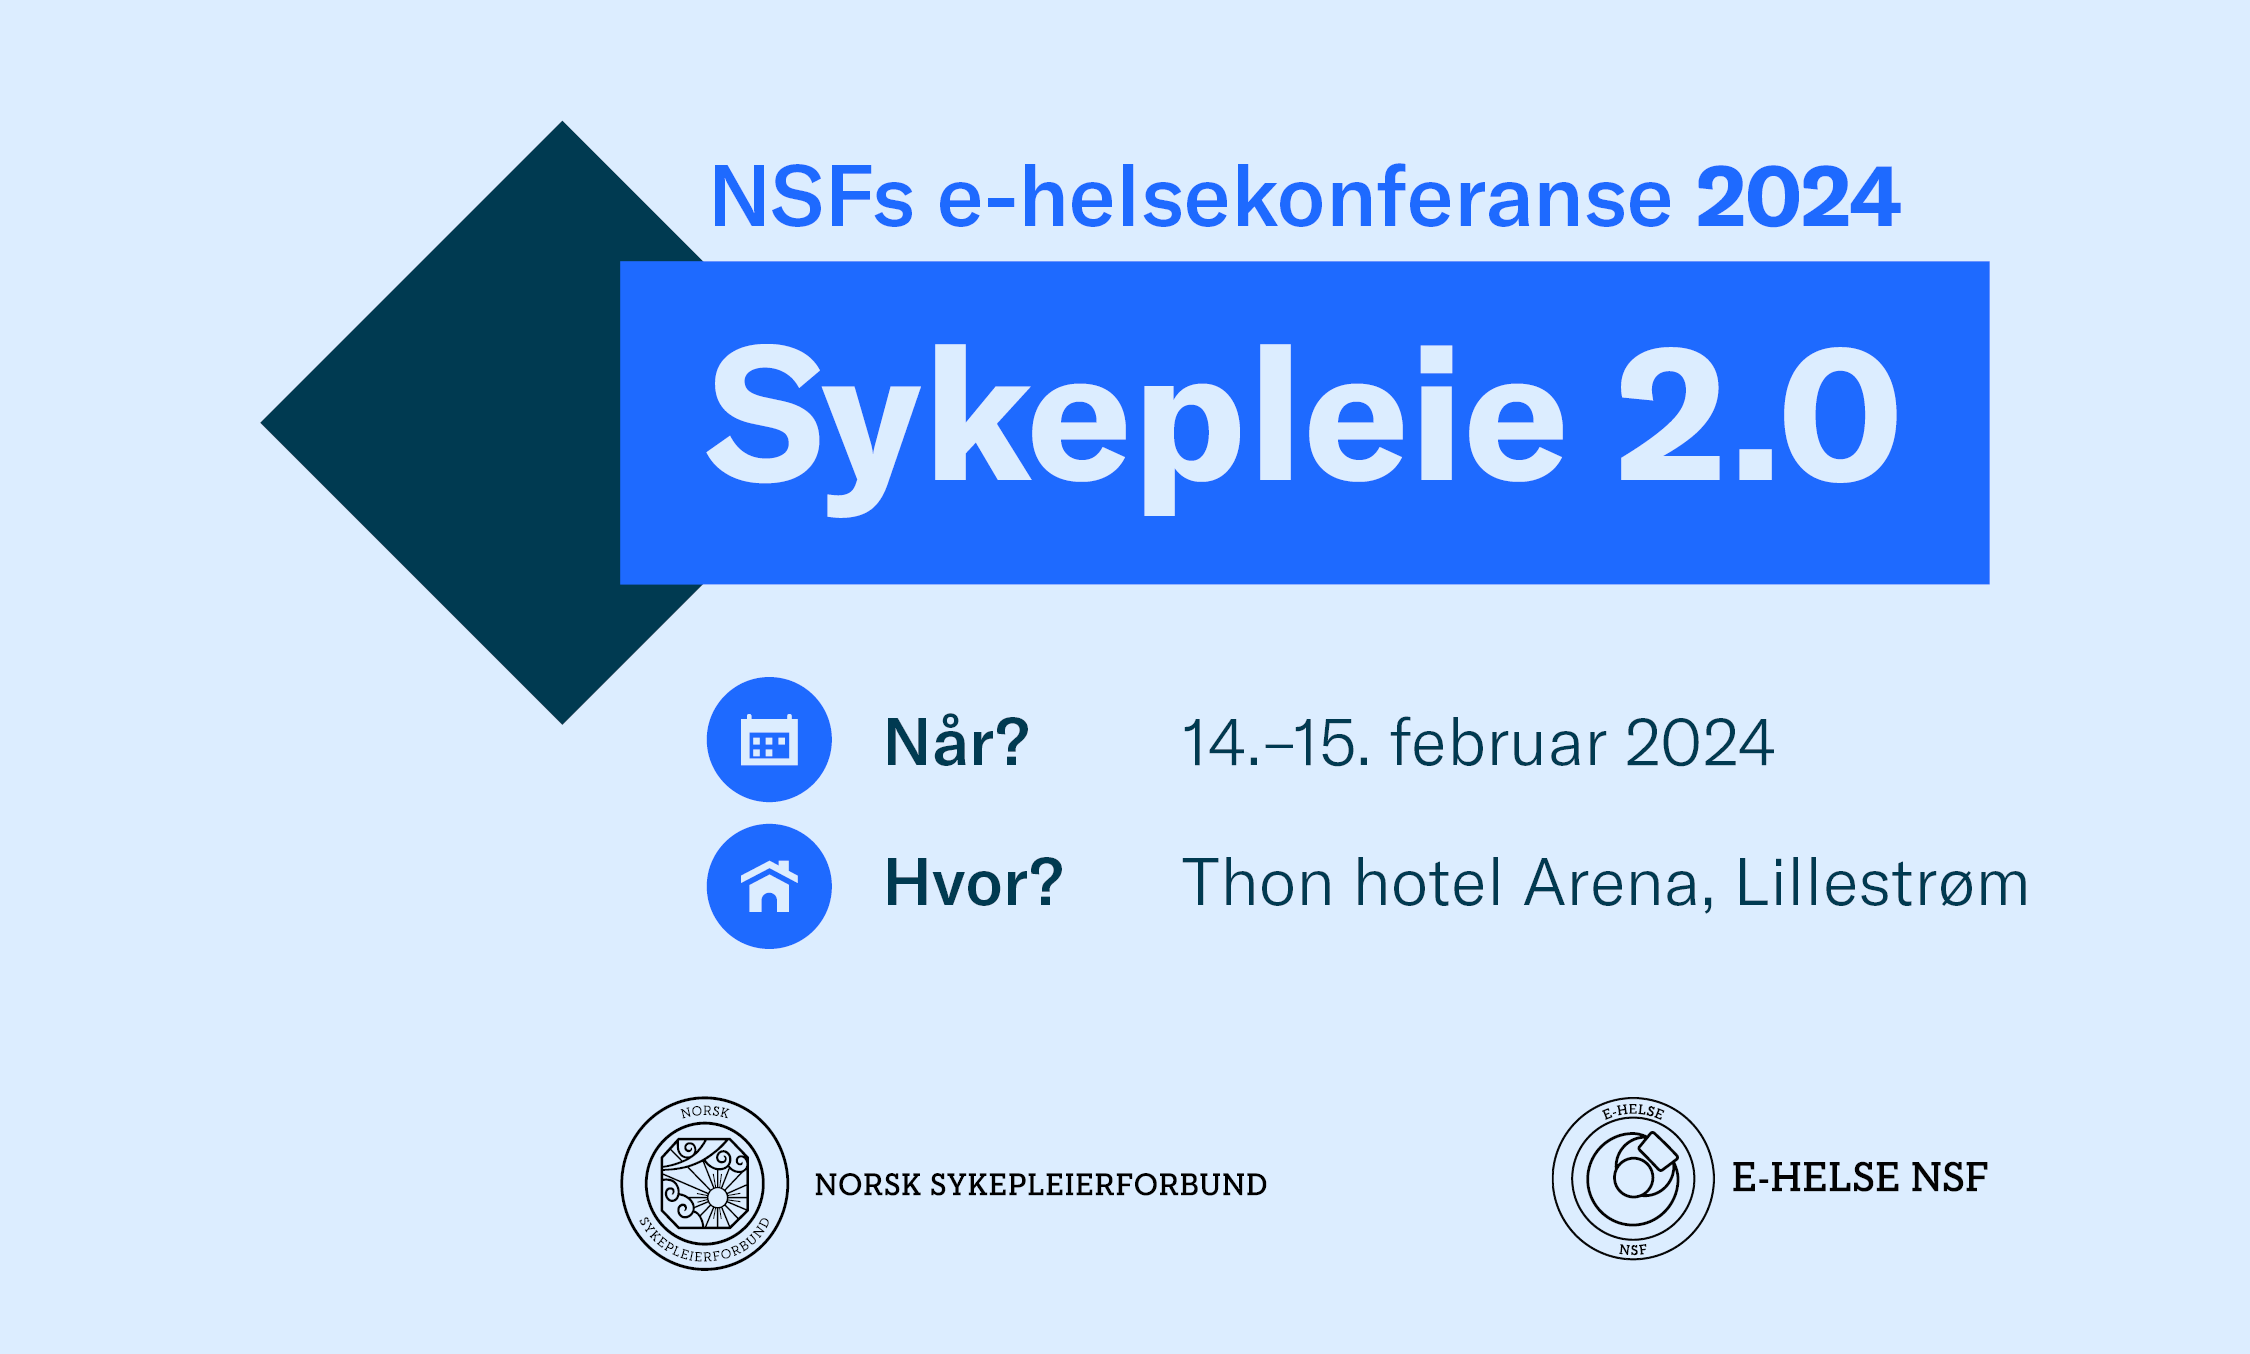 NSFs e-helsekonferanse 2024
Sykepleie 2.0
Når? 14.–15. februar 2024
Hvor? Thon hotel Arena, Lillestrøm
NORSK
SYKEPLEIERFORBUND
NORSK SYKEPLEIERFORBUND
E-HELSE
NSF
E-HELSE NSF